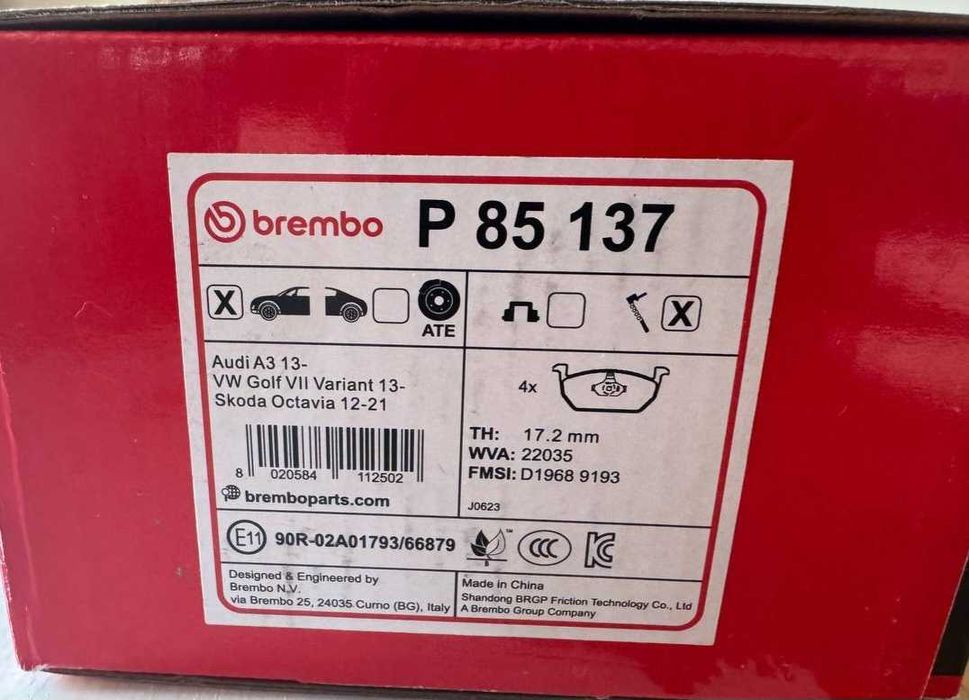 brembo P 85 137
X
ATE
X
Audi A3 13-
VW Golf VII Variant 13-
Skoda Octavia 12-21
4x
TH: 17.2 mm
WVA: 22035
FMSI: D1968 9193
8 020584 112502
bremboparts.com
J0623
E11 90R-02A01793/66879
TM
CCC
KC
Designed & Engineered by
Brembo N.V.
via Brembo 25, 24035 Curno (BG), Italy
Made in China
Shandong BRGP Friction Technology Co., Ltd
A Brembo Group Company